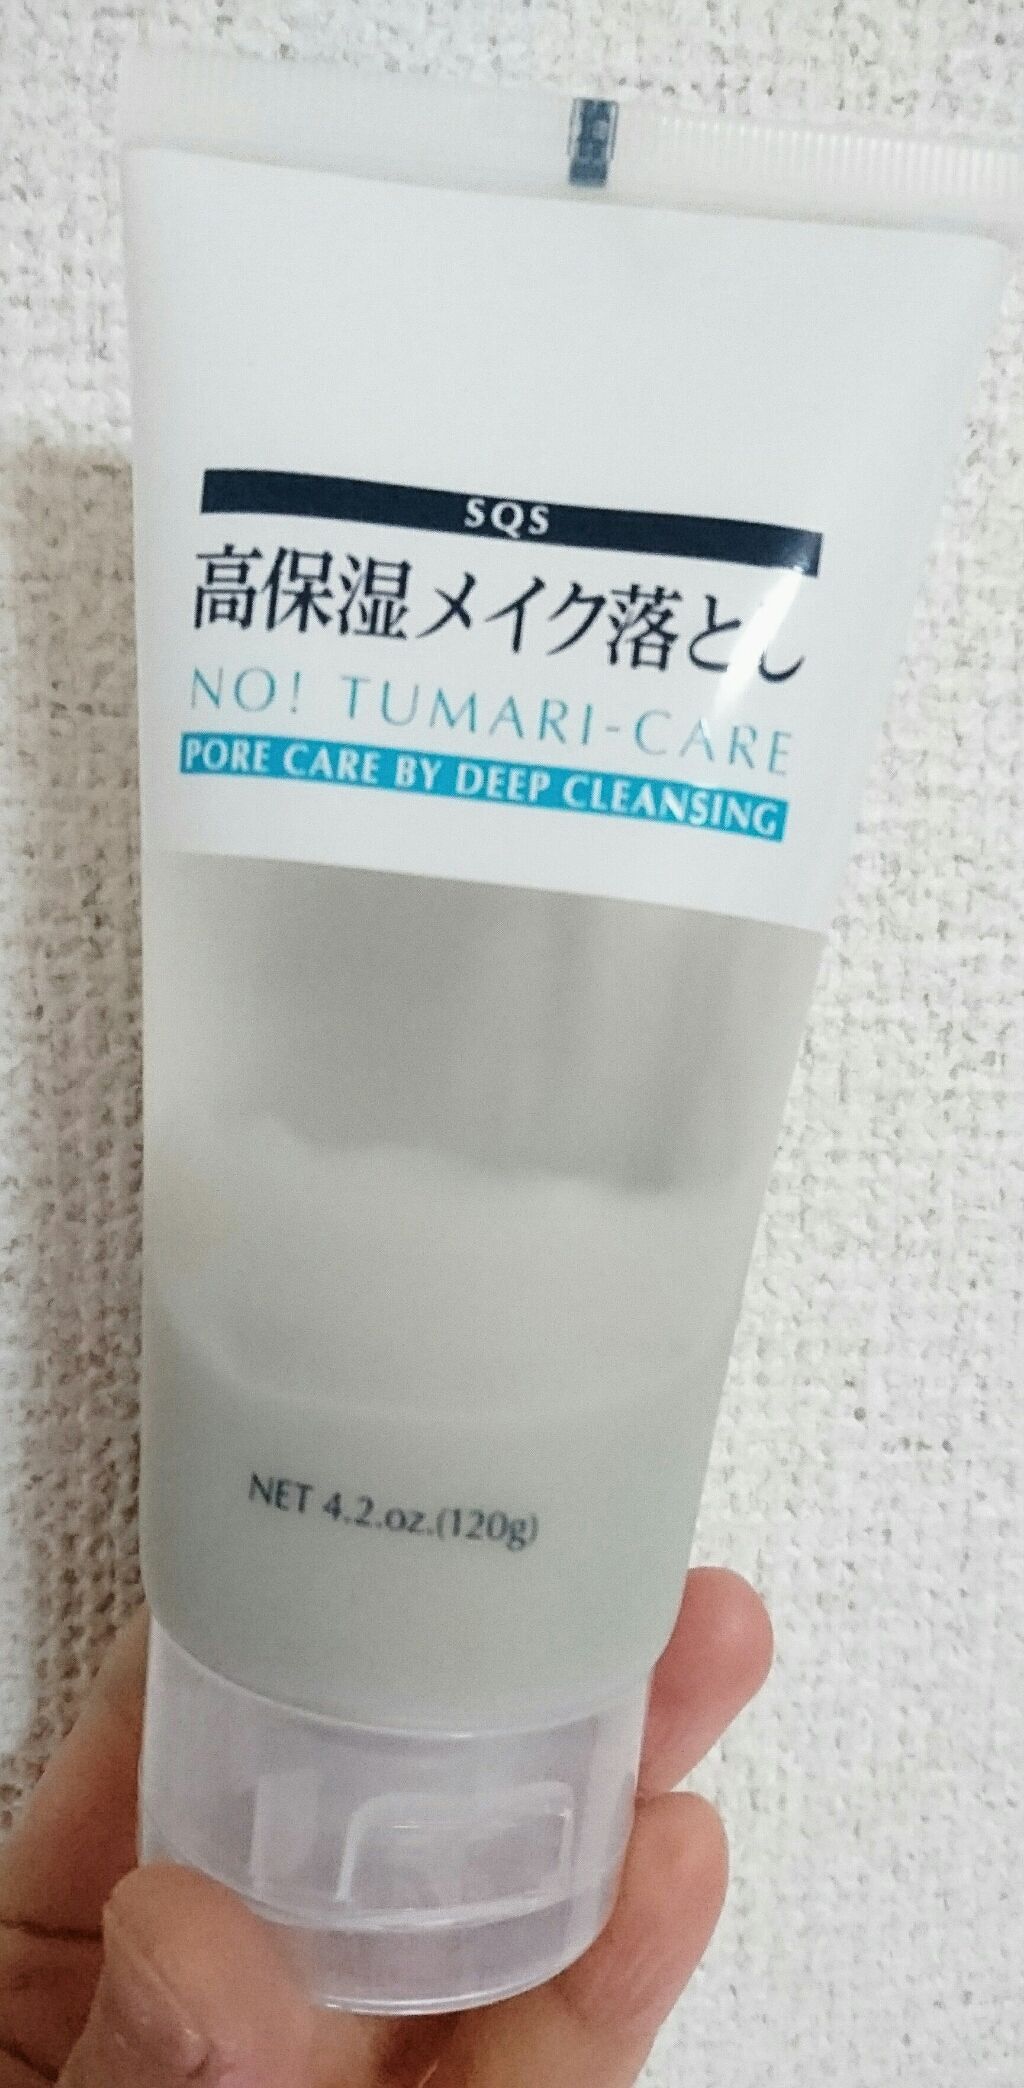 SQS
高保湿メイク落とし
NO! TUMARI-CARE
PORE CARE BY DEEP CLEANSING
NET 4.2.oz.(120g)